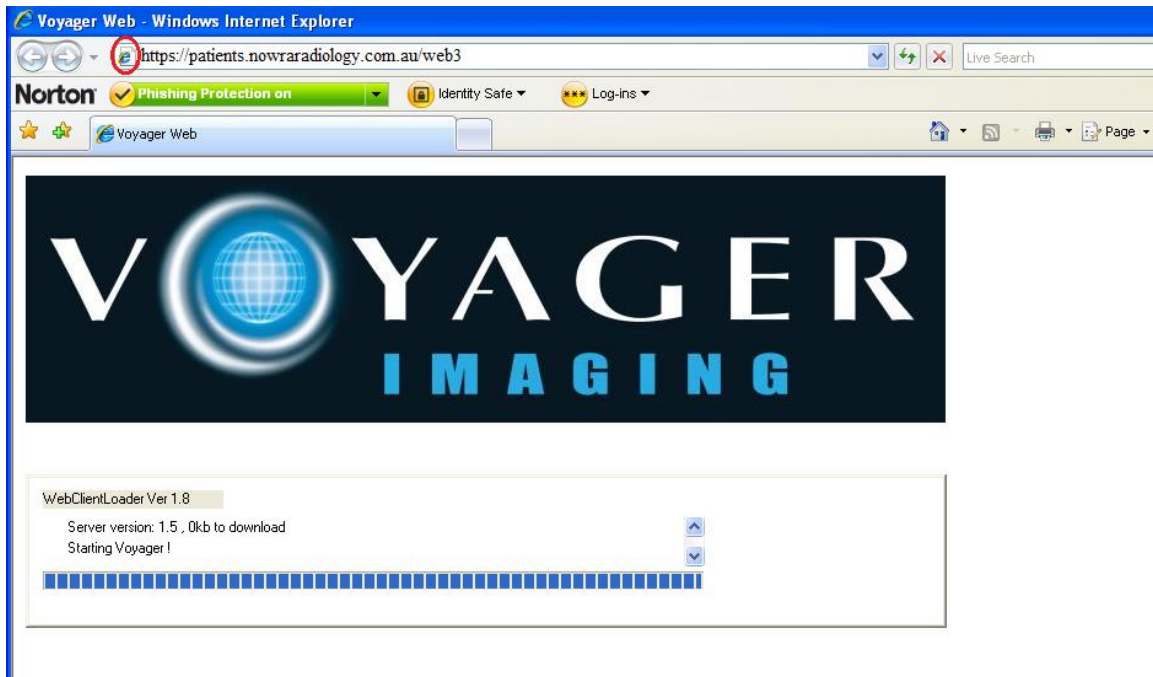 Voyager Web - Windows Internet Explorer
https://patients.nowraradiology.com.au/web3
Live Search
Norton Phishing Protection on Identity Safe Log-ins
Voyager Web
Page
VOYAGER
IMAGING
WebClientLoader Ver 1.8
Server version: 1.5 , 0kb to download
Starting Voyager !